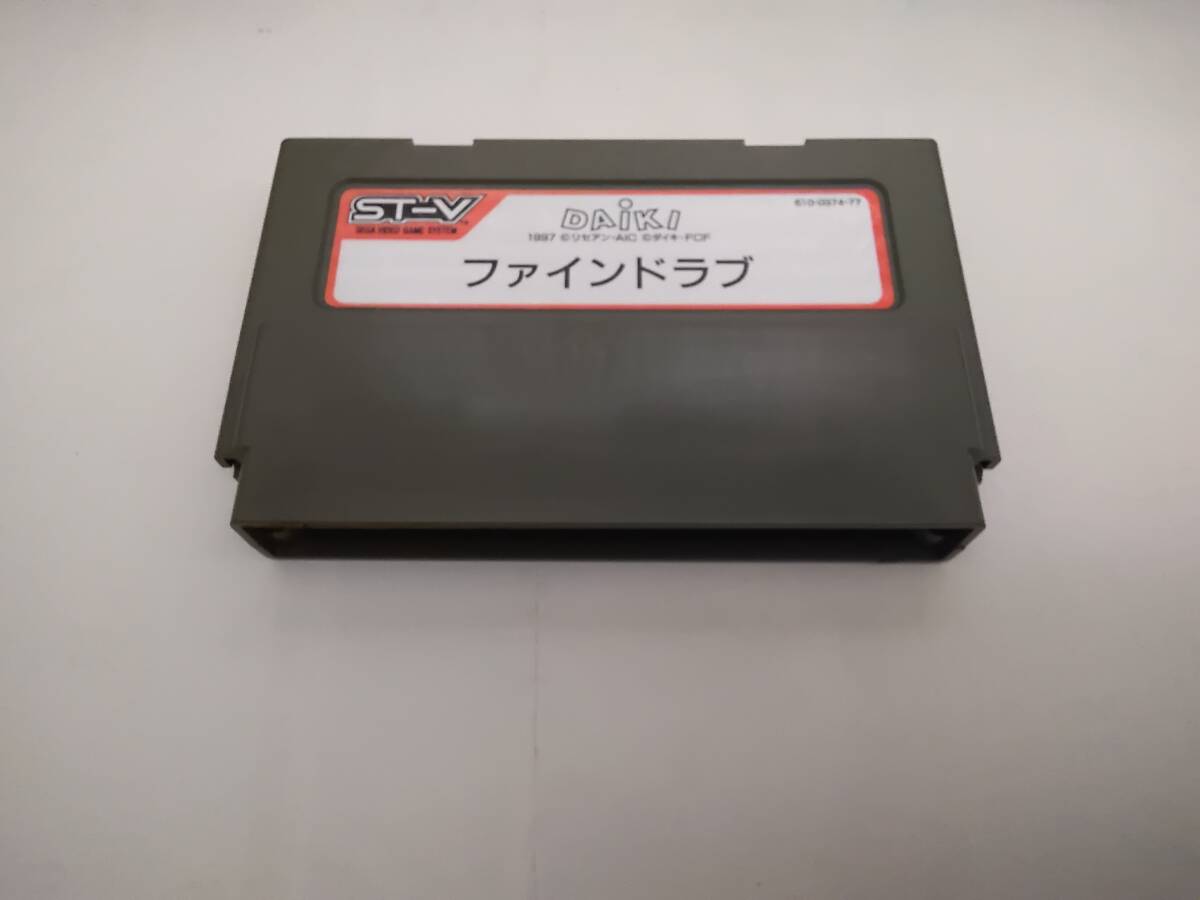 ST-V
SEGA VIDEO GAME SYSTEM
DAiKI
610-0374-77
1997 ©リセアン・AIC ©ダイキ・FCF
ファインドラブ